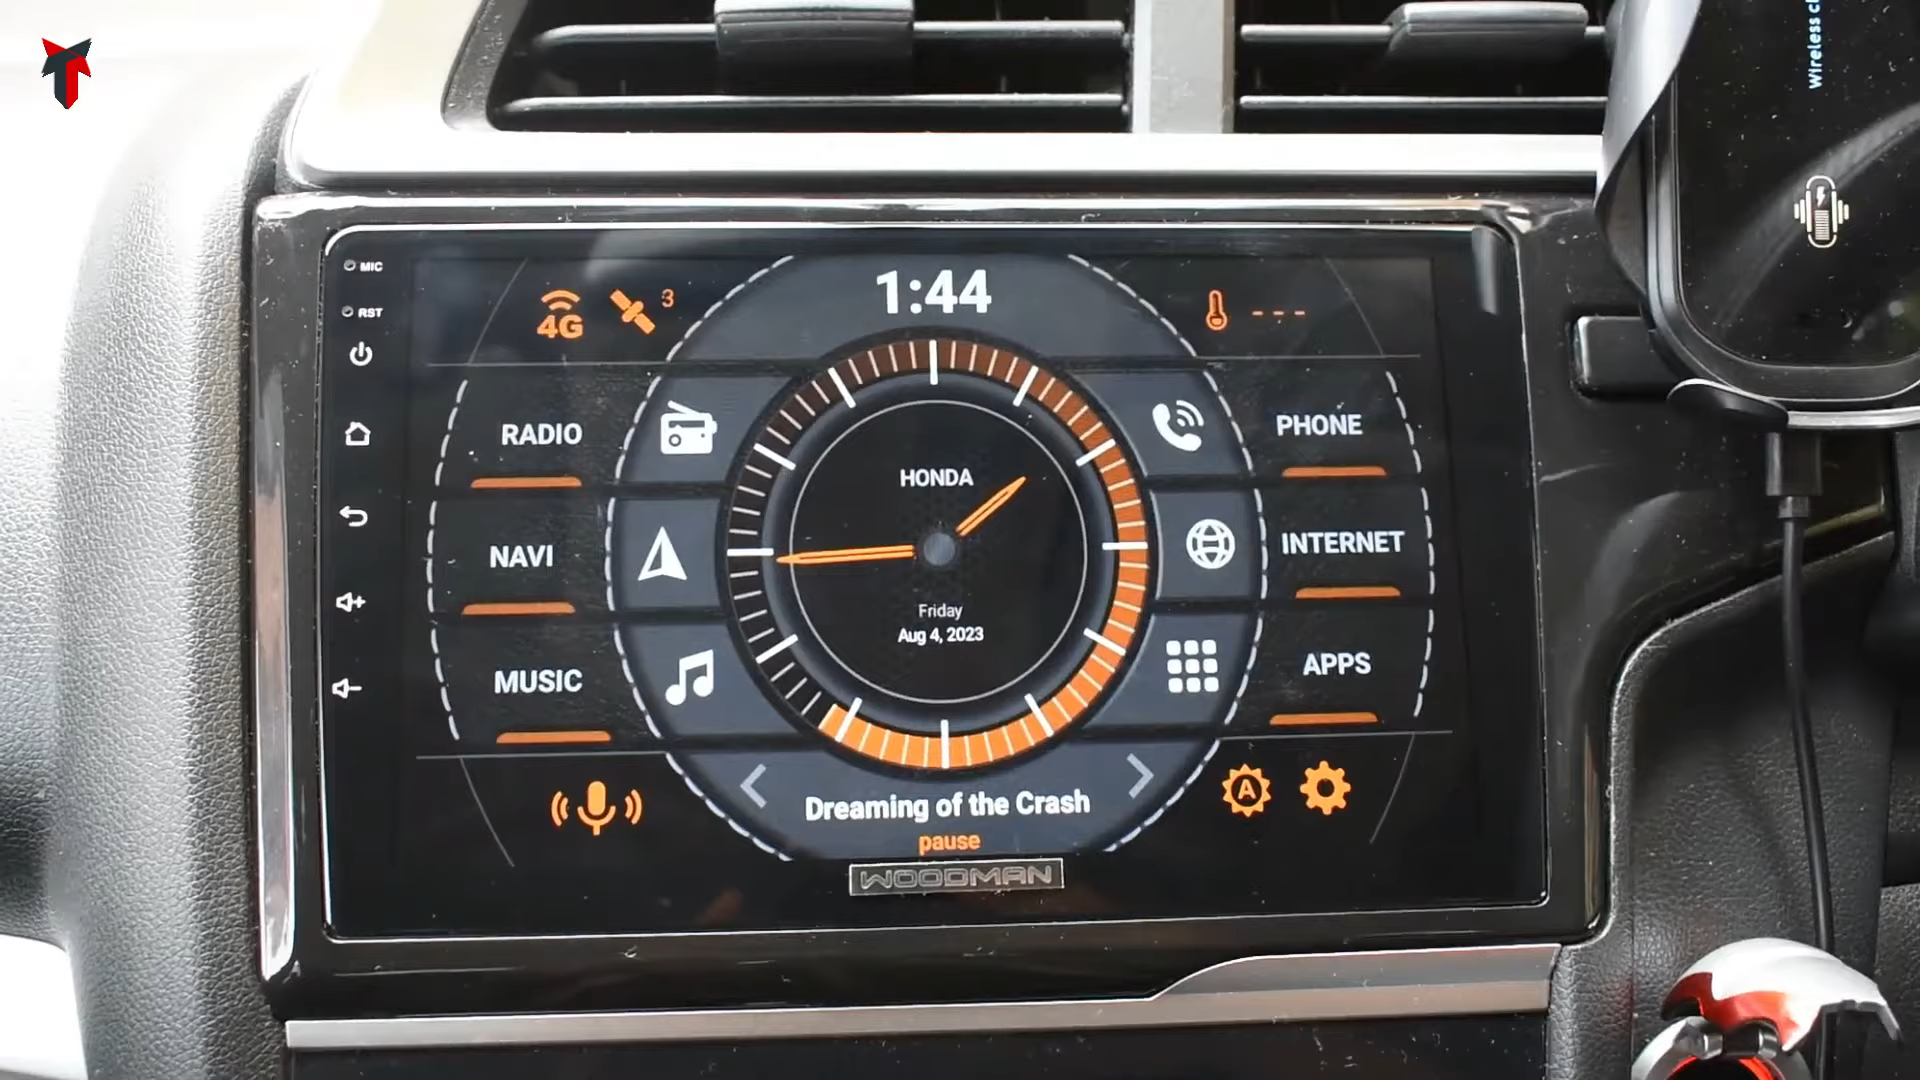 Wireless c
MIC
RST
4G
3
1:44
---
RADIO
NAVI
MUSIC
HONDA
Friday
Aug 4, 2023
PHONE
INTERNET
APPS
A
Dreaming of the Crash
pause
WOODMAN